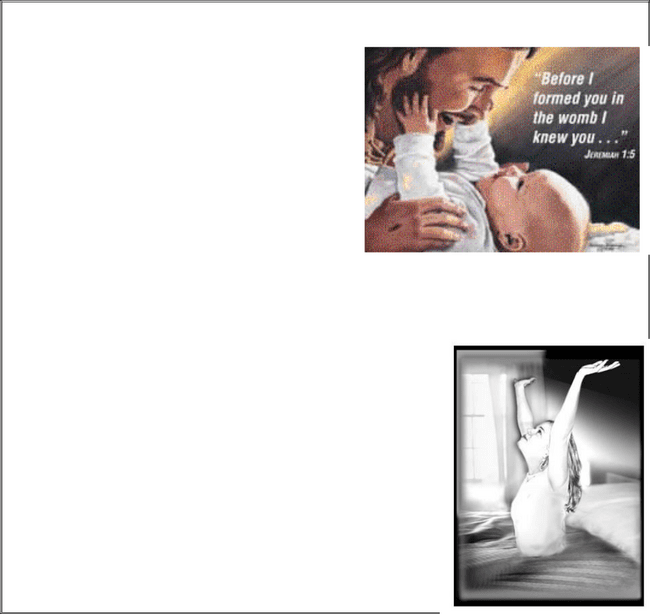 “Before I
formed you in
the womb I
knew you . . .”
JEREMIAH 1:5